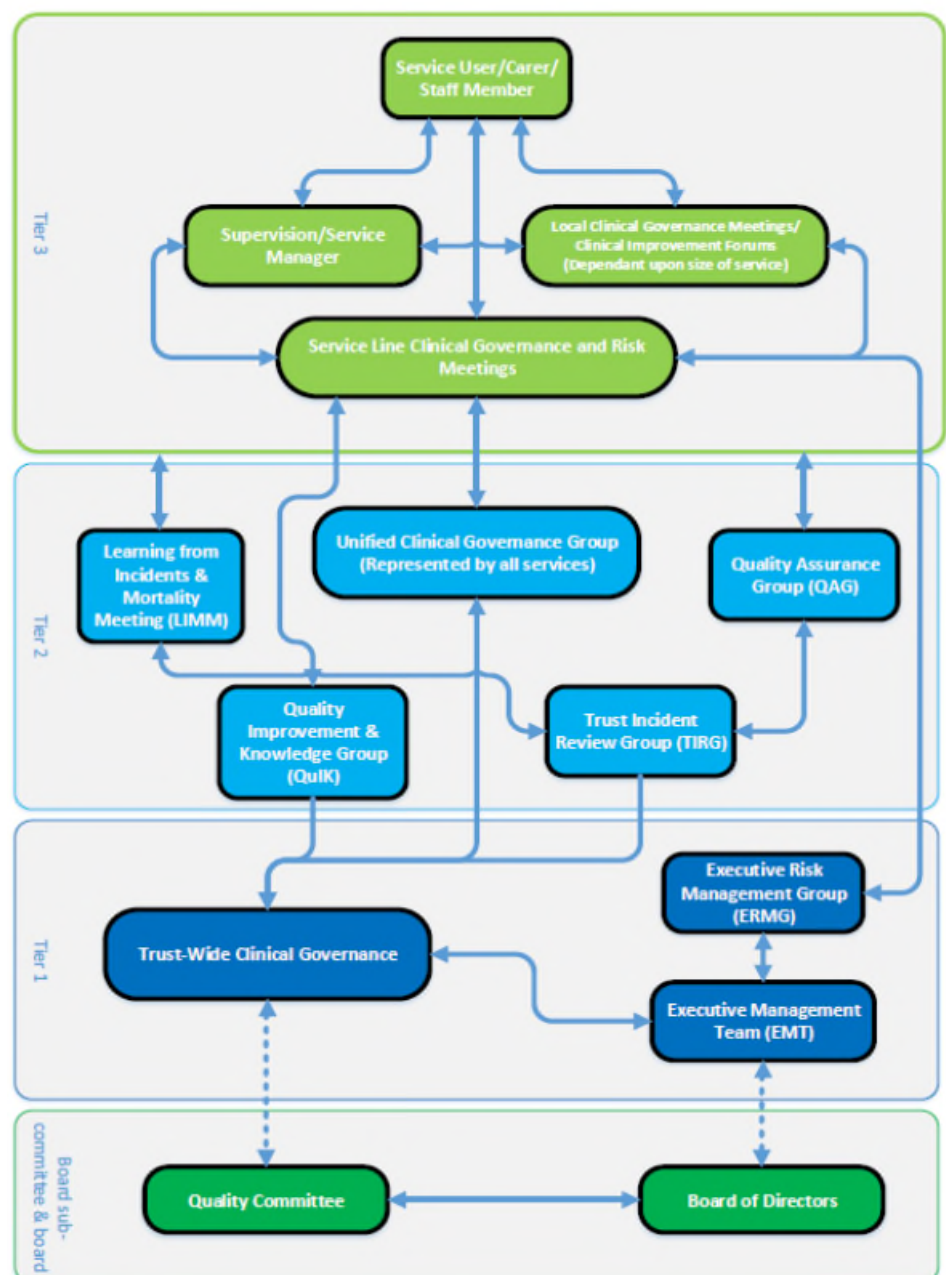 Service User/Carer/
Staff Member
Tier 3
Supervision/Service
Manager
Local Clinical Governance Meetings/
Clinical Improvement Forums
(Dependant upon size of service)
Service Line Clinical Governance and Risk
Meetings
Tier 2
Learning from
Incidents &
Mortality
Meeting (LIMM)
Unified Clinical Governance Group
(Represented by all services)
Quality Assurance
Group (QAG)
Quality
Improvement &
Knowledge Group
(QuIK)
Trust Incident
Review Group (TIRG)
Tier 1
Executive Risk
Management Group
(ERMG)
Trust-Wide Clinical Governance
Executive Management
Team (EMT)
Board sub-
committee & board
Quality Committee
Board of Directors